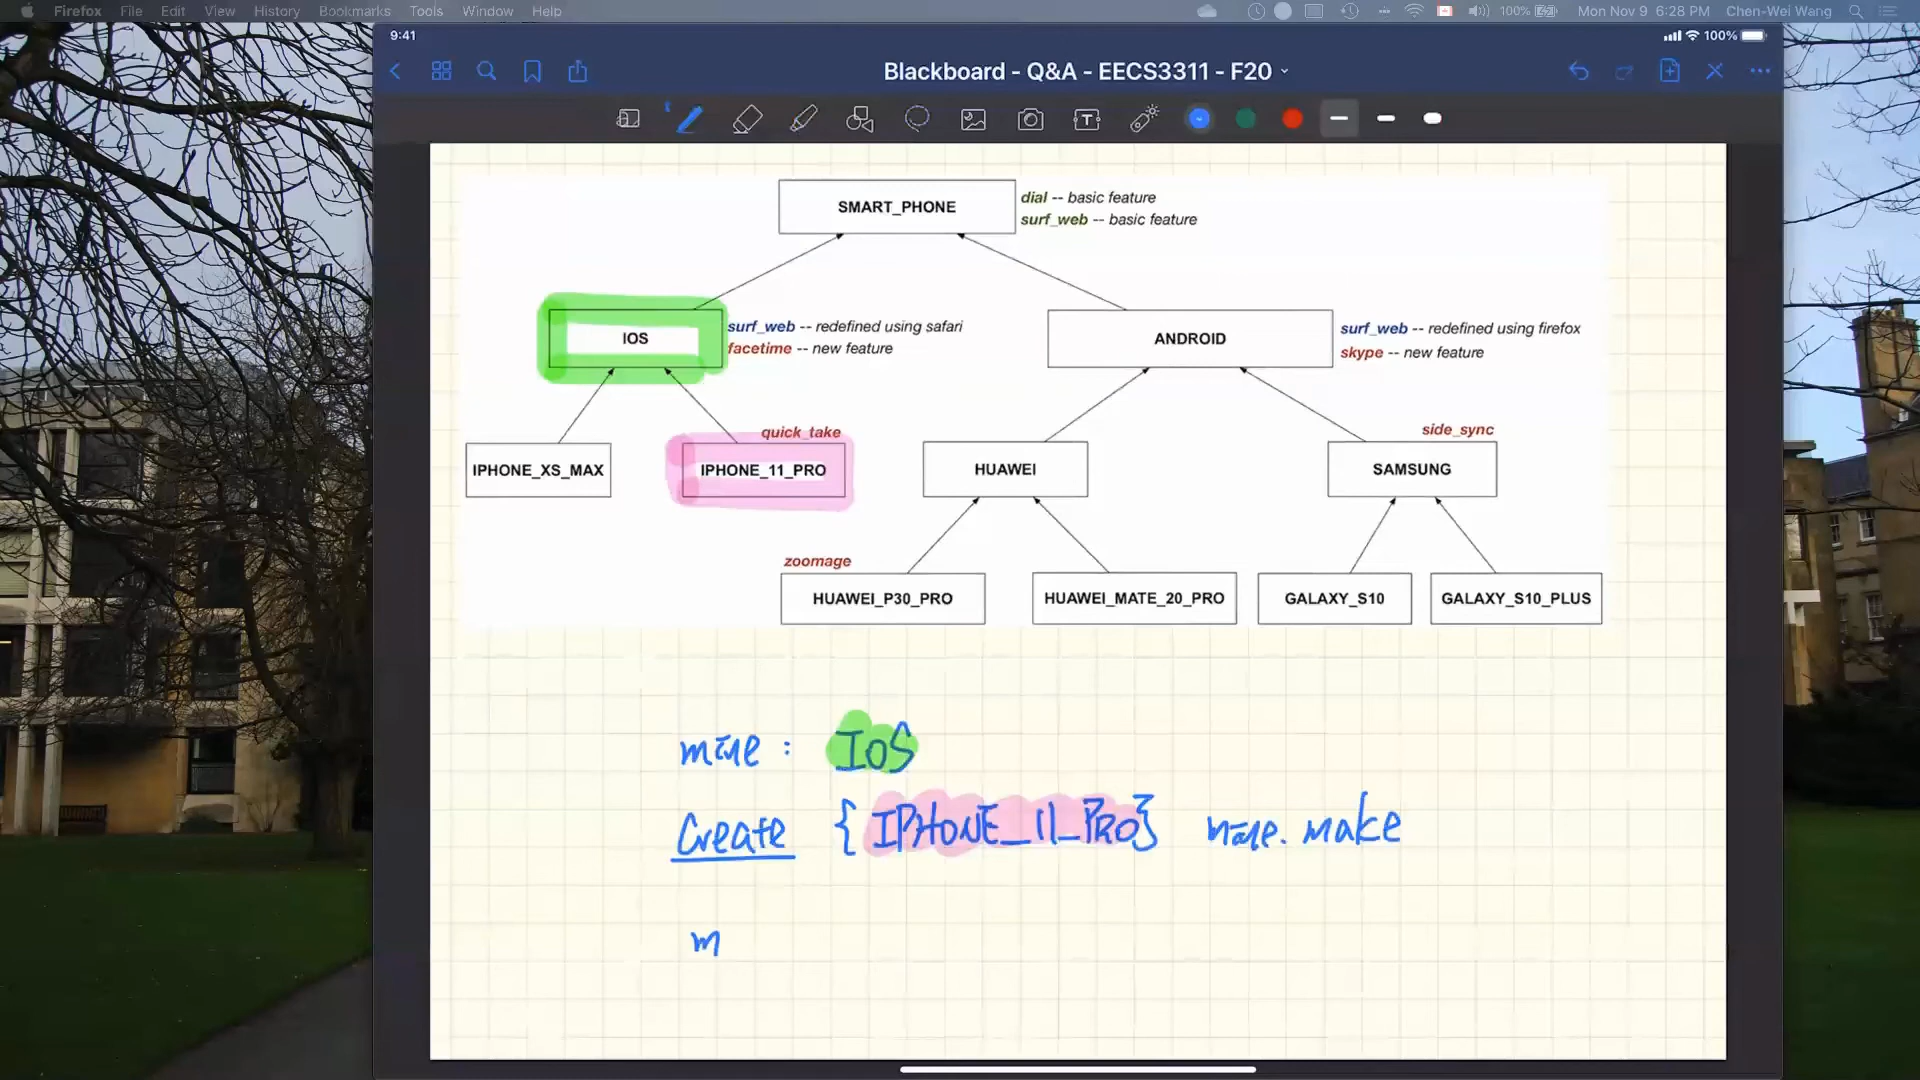 Firefox File Edit View History Bookmarks Tools Window Help 100% Mon Nov 9 6:28 PM Chen-Wei Wang
9:41 100%
Blackboard - Q&A - EECS3311 - F20
SMART_PHONE
dial -- basic feature
surf_web -- basic feature
IOS
surf_web -- redefined using safari
facetime -- new feature
ANDROID
surf_web -- redefined using firefox
skype -- new feature
quick_take
side_sync
IPHONE_XS_MAX
IPHONE_11_PRO
HUAWEI
SAMSUNG
zoomage
HUAWEI_P30_PRO
HUAWEI_MATE_20_PRO
GALAXY_S10
GALAXY_S10_PLUS
mine : IOS
Create {IPHONE_11_PRO} mine.make
m